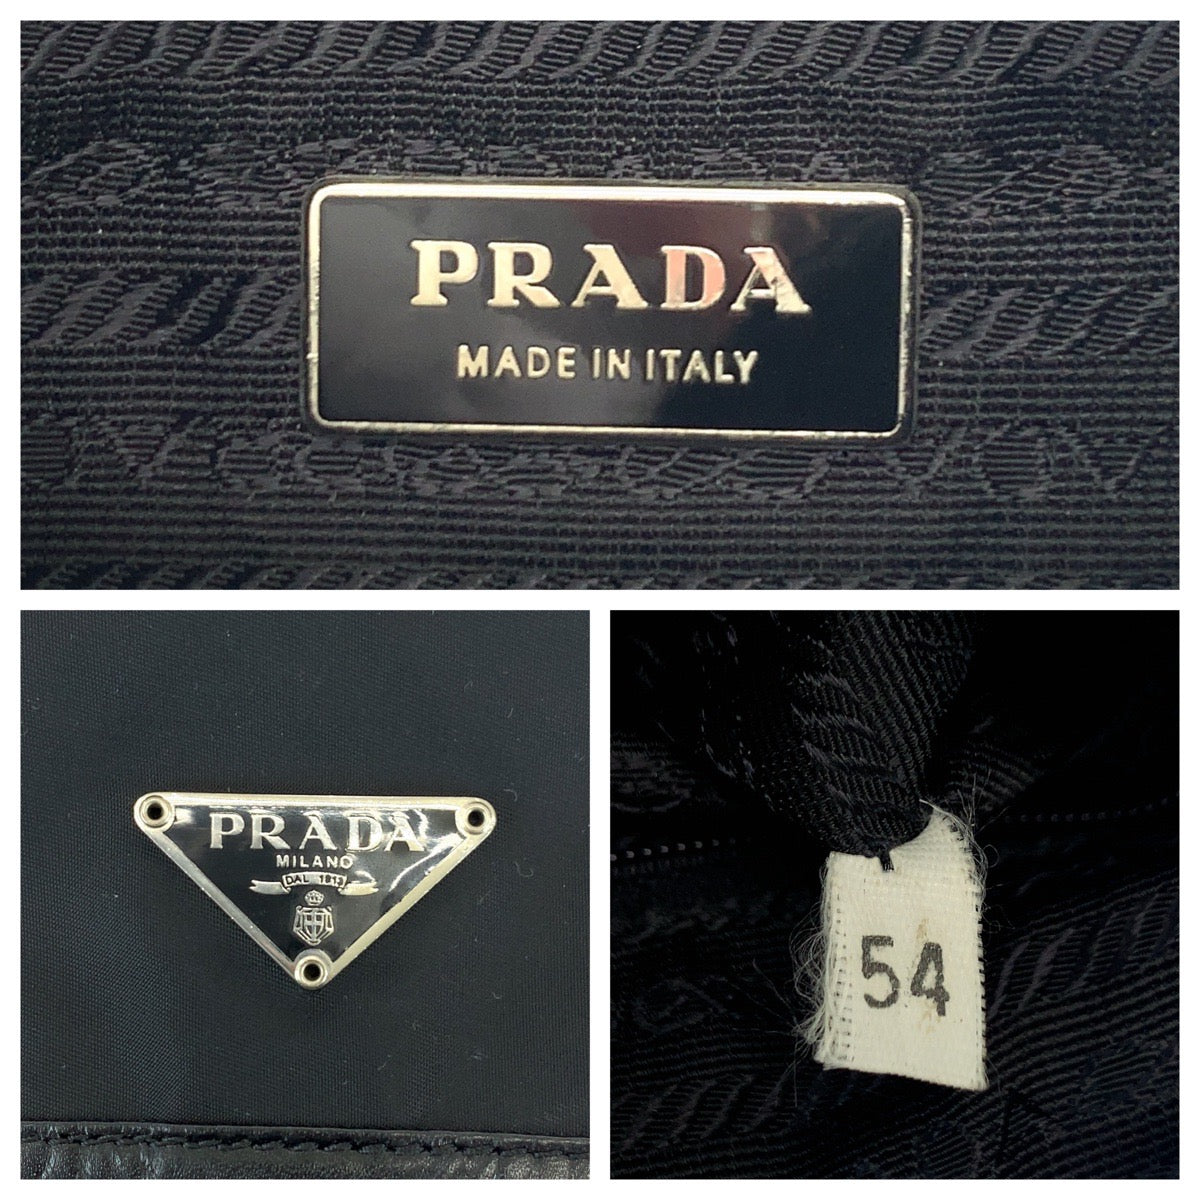 PRADA
MADE IN ITALY
PRADA
MILANO
DAL 1913
54